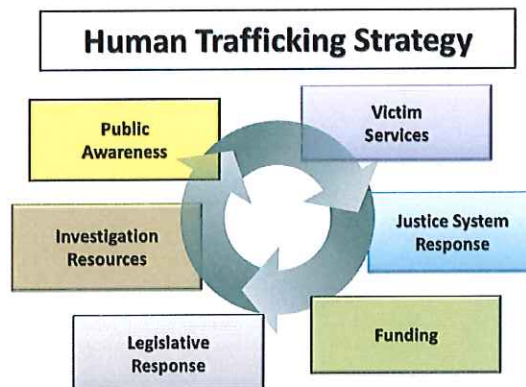 Human Trafficking Strategy
Public
Awareness
Victim
Services
Investigation
Resources
Justice System
Response
Legislative
Response
Funding